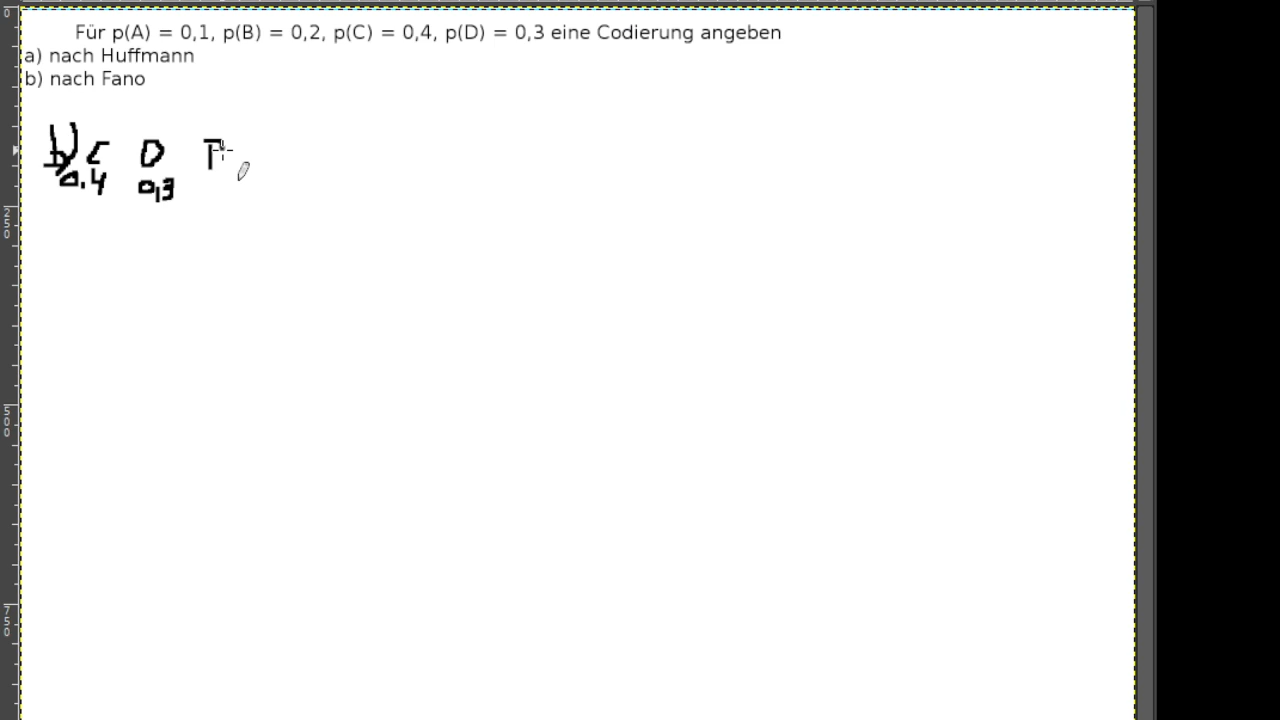 Für p(A) = 0,1, p(B) = 0,2, p(C) = 0,4, p(D) = 0,3 eine Codierung angeben
a) nach Huffmann
b) nach Fano
C D
0.4 0,3